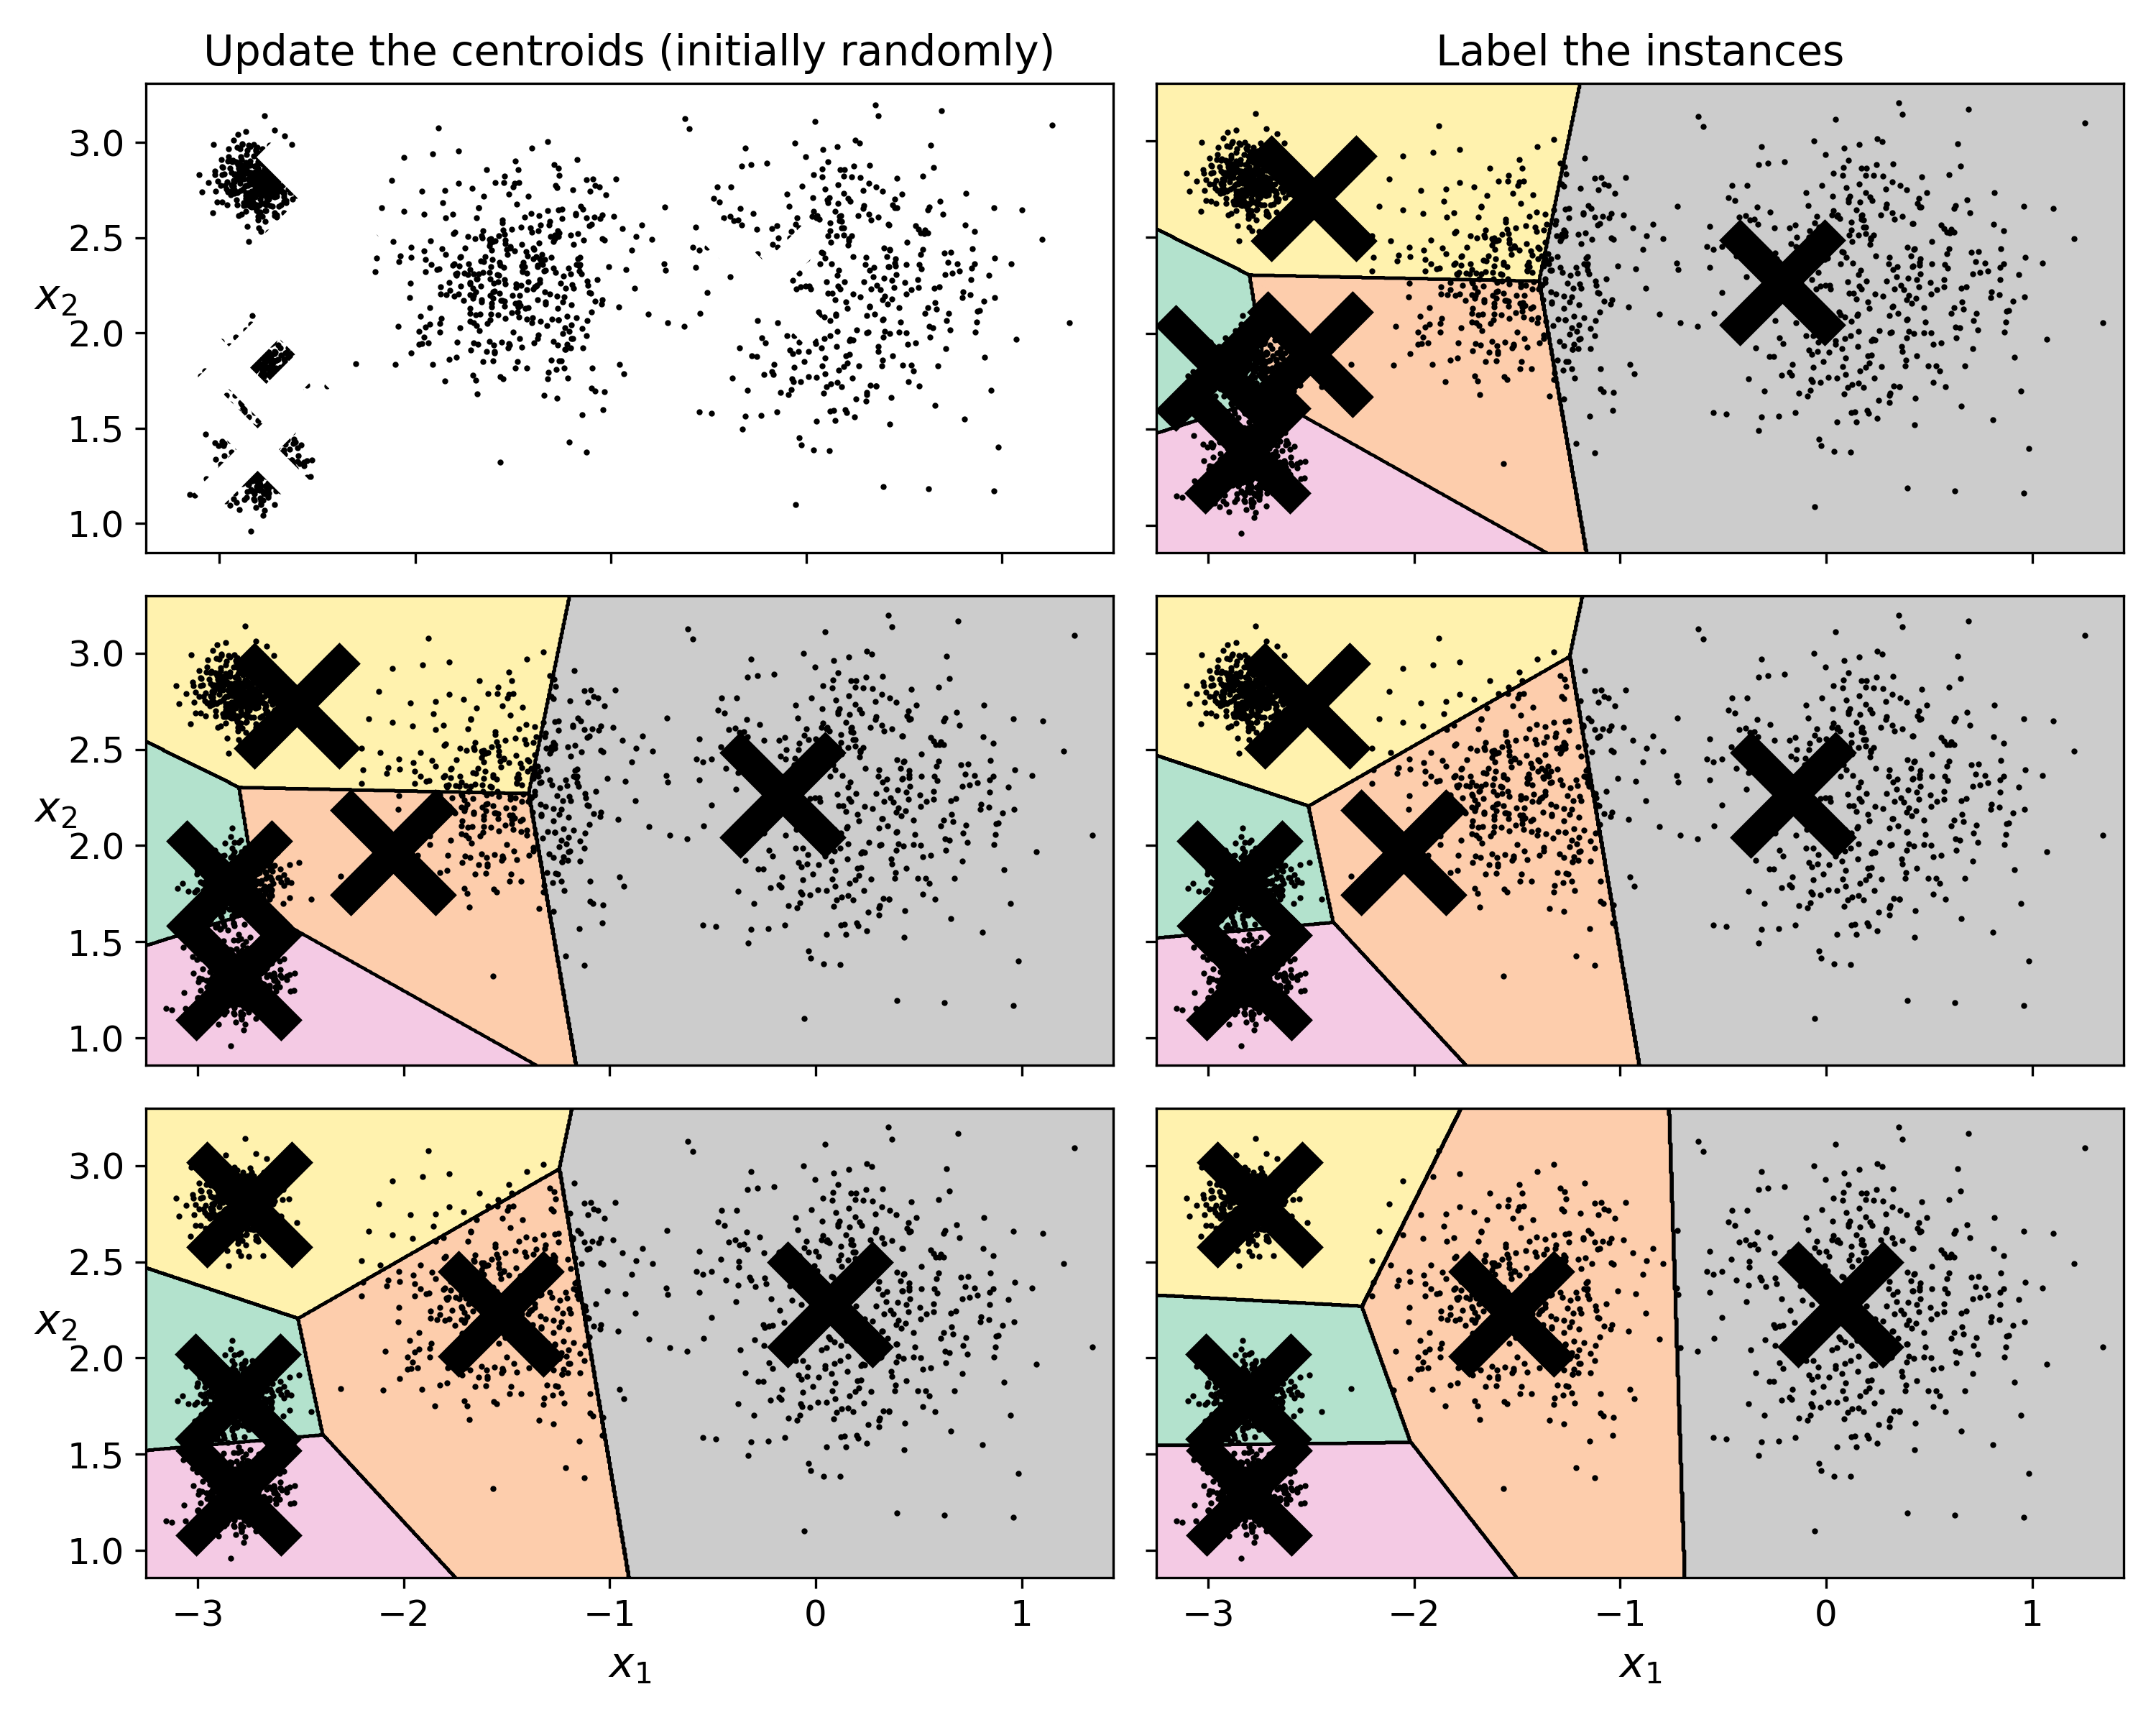 Update the centroids (initially randomly)
Label the instances
3.0
2.5
x₂
2.0
1.5
1.0
3.0
2.5
x₂
2.0
1.5
1.0
3.0
2.5
x₂
2.0
1.5
1.0
−3 −2 −1 0 1
−3 −2 −1 0 1
x₁
x₁